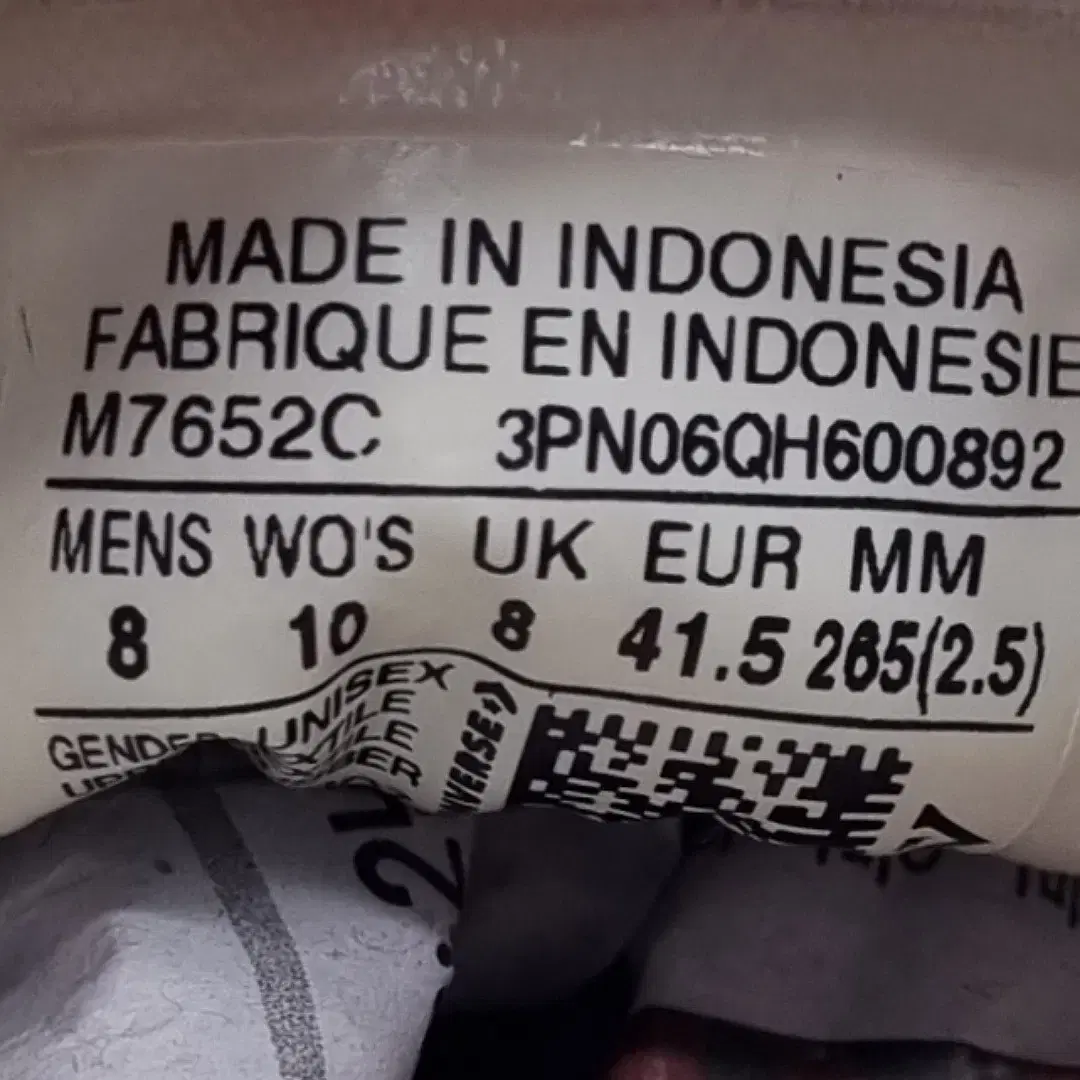 MADE IN INDONESIA
FABRIQUE EN INDONESIE
M7652C 3PN06QH600892
MENS WO'S UK EUR MM
8 10 8 41.5 265(2.5)
UNISEX